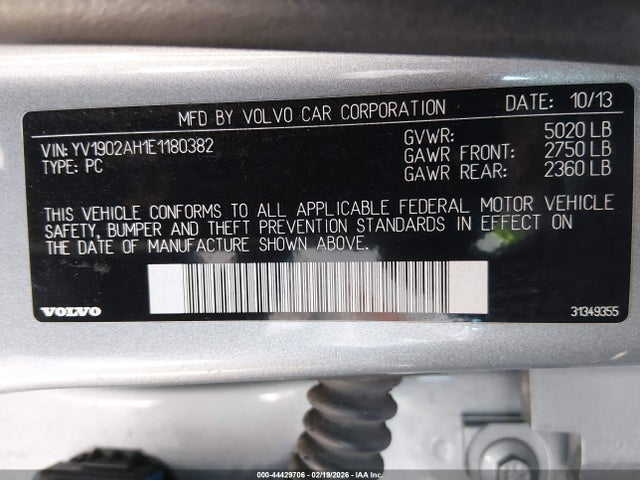 MFD BY VOLVO CAR CORPORATION DATE: 10/13
VIN: YV1902AH1E1180382 GVWR: 5020 LB
TYPE: PC GAWR FRONT: 2750 LB
GAWR REAR: 2360 LB
THIS VEHICLE CONFORMS TO ALL APPLICABLE FEDERAL MOTOR VEHICLE
SAFETY, BUMPER AND THEFT PREVENTION STANDARDS IN EFFECT ON
THE DATE OF MANUFACTURE SHOWN ABOVE.
VOLVO 31349355
000-44429706 - 02/19/2026 - IAA Inc.